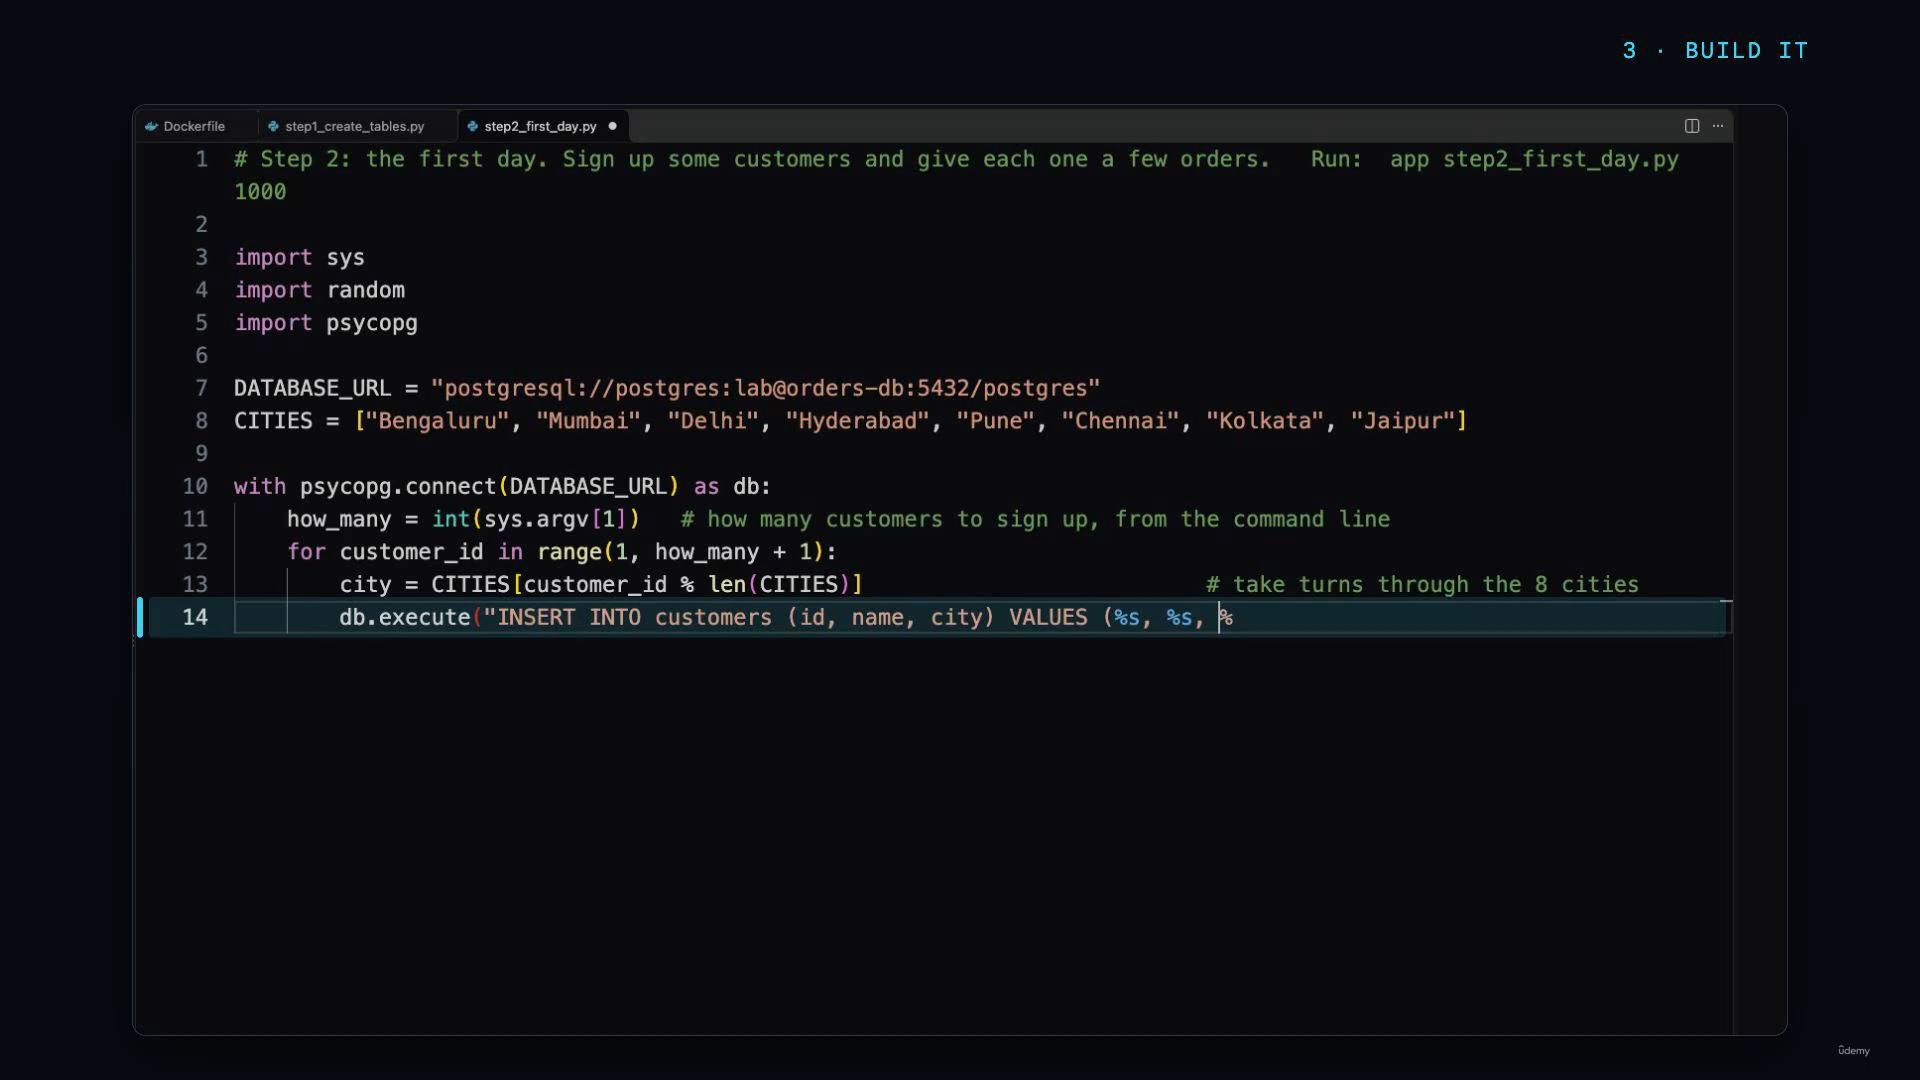 3 · BUILD IT
Dockerfile step1_create_tables.py step2_first_day.py
1 # Step 2: the first day. Sign up some customers and give each one a few orders.   Run:  app step2_first_day.py
1000
2
3 import sys
4 import random
5 import psycopg
6
7 DATABASE_URL = "postgresql://postgres:lab@orders-db:5432/postgres"
8 CITIES = ["Bengaluru", "Mumbai", "Delhi", "Hyderabad", "Pune", "Chennai", "Kolkata", "Jaipur"]
9
10 with psycopg.connect(DATABASE_URL) as db:
11     how_many = int(sys.argv[1])   # how many customers to sign up, from the command line
12     for customer_id in range(1, how_many + 1):
13         city = CITIES[customer_id % len(CITIES)]                          # take turns through the 8 cities
14         db.execute("INSERT INTO customers (id, name, city) VALUES (%s, %s, %
udemy